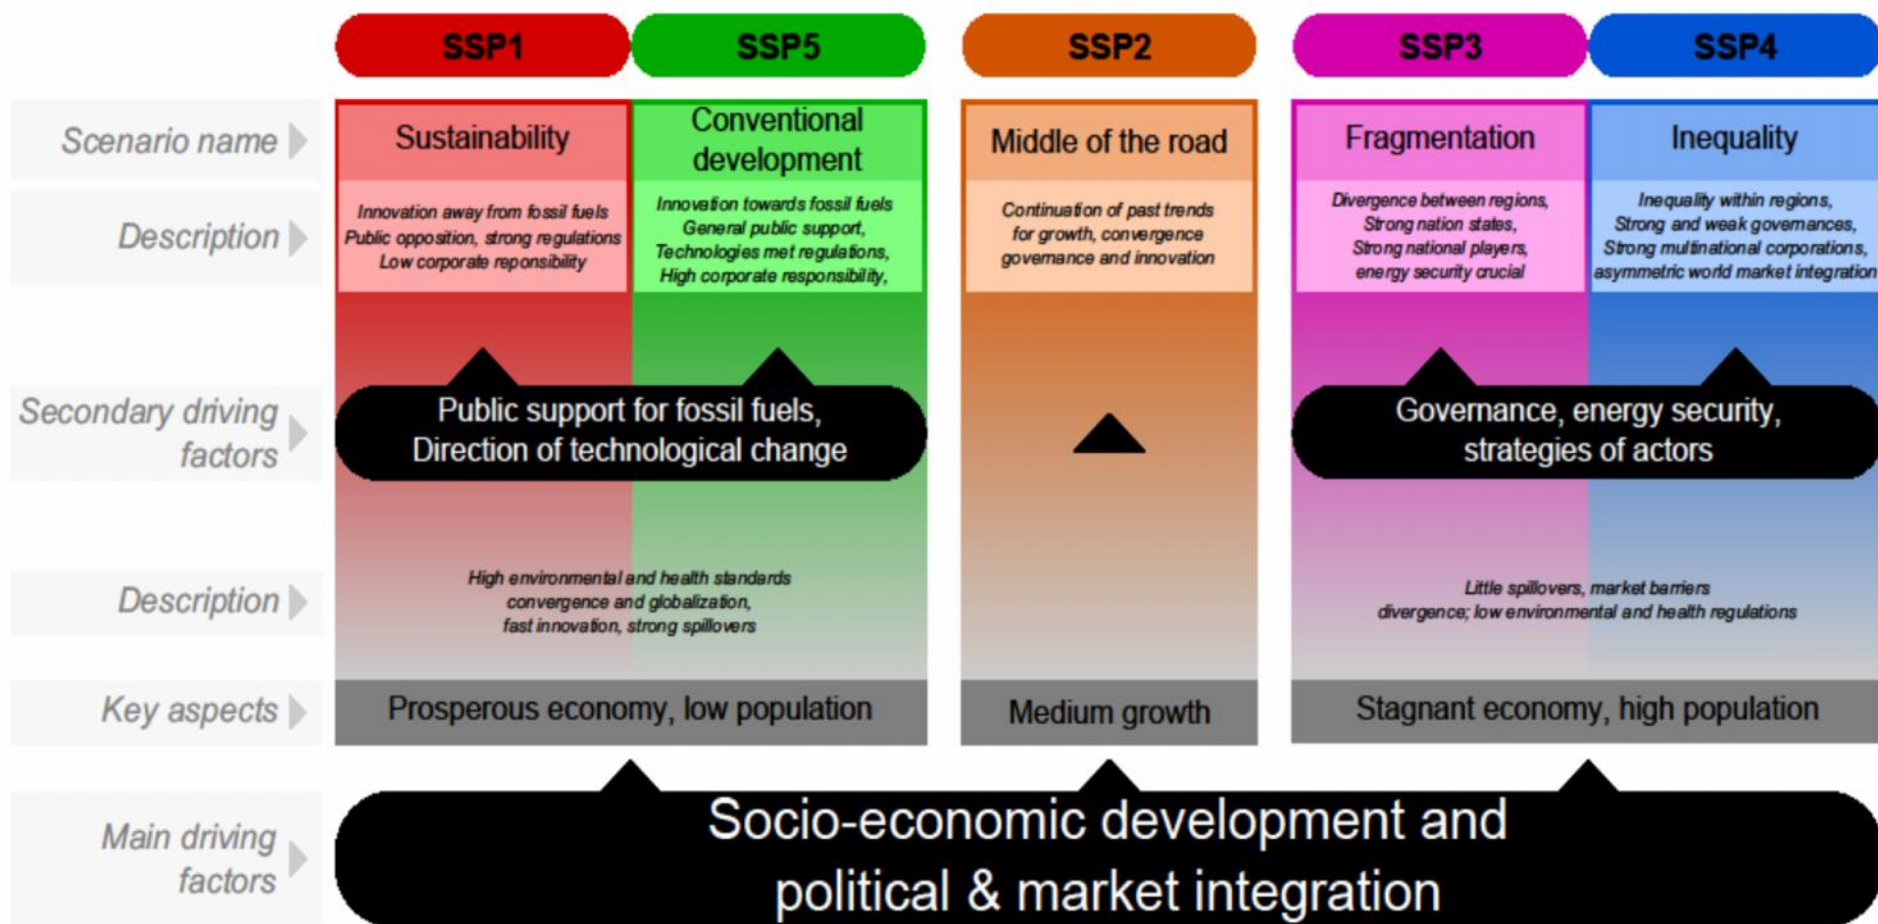 SSP1
SSP5
SSP2
SSP3
SSP4
Scenario name
Sustainability
Conventional
development
Middle of the road
Fragmentation
Inequality
Description
Innovation away from fossil fuels
Public opposition, strong regulations
Low corporate reponsibility
Innovation towards fossil fuels
General public support,
Technologies met regulations,
High corporate responsibility,
Continuation of past trends
for growth, convergence
governance and innovation
Divergence between regions,
Strong nation states,
Strong national players,
energy security crucial
Inequality within regions,
Strong and weak governances,
Strong multinational corporations,
asymmetric world market integration
Secondary driving
factors
Public support for fossil fuels,
Direction of technological change
Governance, energy security,
strategies of actors
Description
High environmental and health standards
convergence and globalization,
fast innovation, strong spillovers
Little spillovers, market barriers
divergence; low environmental and health regulations
Key aspects
Prosperous economy, low population
Medium growth
Stagnant economy, high population
Main driving
factors
Socio-economic development and
political & market integration